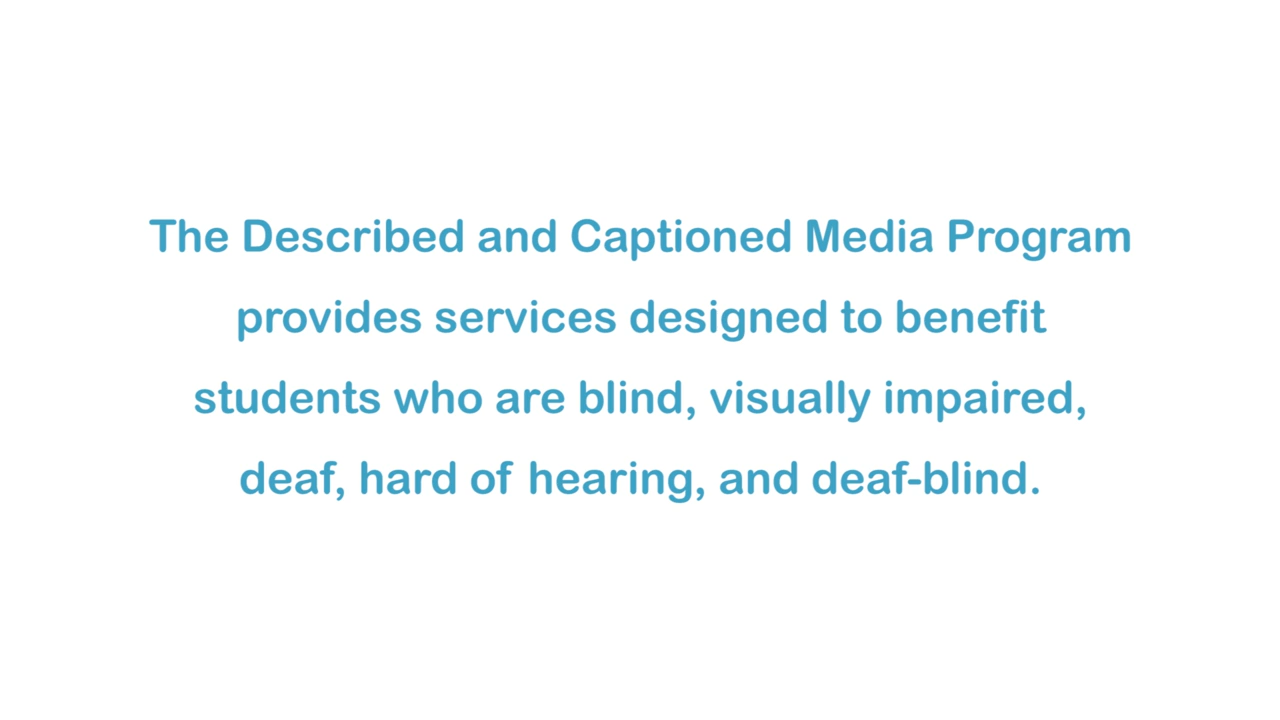 The Described and Captioned Media Program
provides services designed to benefit
students who are blind, visually impaired,
deaf, hard of hearing, and deaf-blind.